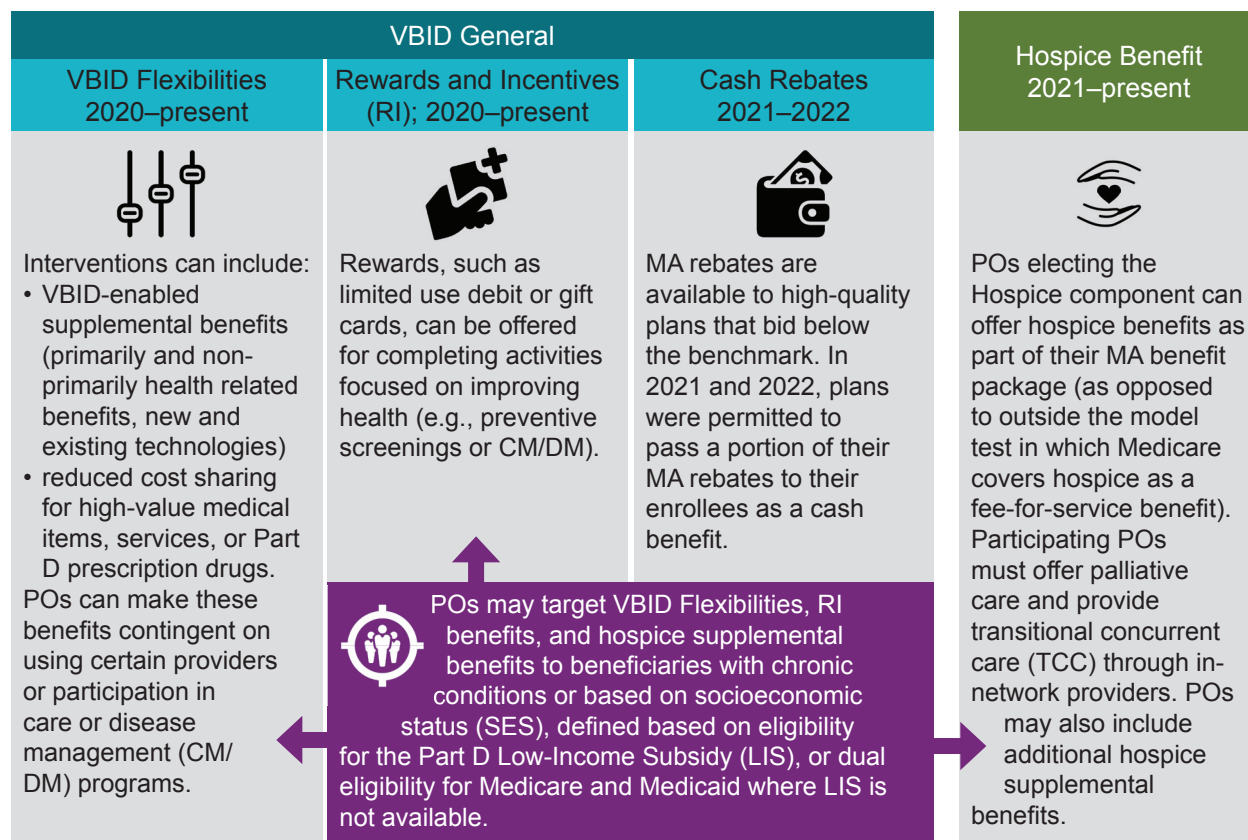 VBID General
VBID Flexibilities
2020–present
Interventions can include:
• VBID-enabled
supplemental benefits
(primarily and non-
primarily health related
benefits, new and
existing technologies)
• reduced cost sharing
for high-value medical
items, services, or Part
D prescription drugs.
POs can make these
benefits contingent on
using certain providers
or participation in
care or disease
management (CM/
DM) programs.
Rewards and Incentives
(RI); 2020–present
Rewards, such as
limited use debit or gift
cards, can be offered
for completing activities
focused on improving
health (e.g., preventive
screenings or CM/DM).
Cash Rebates
2021–2022
MA rebates are
available to high-quality
plans that bid below
the benchmark. In
2021 and 2022, plans
were permitted to
pass a portion of their
MA rebates to their
enrollees as a cash
benefit.
POs may target VBID Flexibilities, RI
benefits, and hospice supplemental
benefits to beneficiaries with chronic
conditions or based on socioeconomic
status (SES), defined based on eligibility
for the Part D Low-Income Subsidy (LIS), or dual
eligibility for Medicare and Medicaid where LIS is
not available.
Hospice Benefit
2021–present
POs electing the
Hospice component can
offer hospice benefits as
part of their MA benefit
package (as opposed
to outside the model
test in which Medicare
covers hospice as a
fee-for-service benefit).
Participating POs
must offer palliative
care and provide
transitional concurrent
care (TCC) through in-
network providers. POs
may also include
additional hospice
supplemental
benefits.